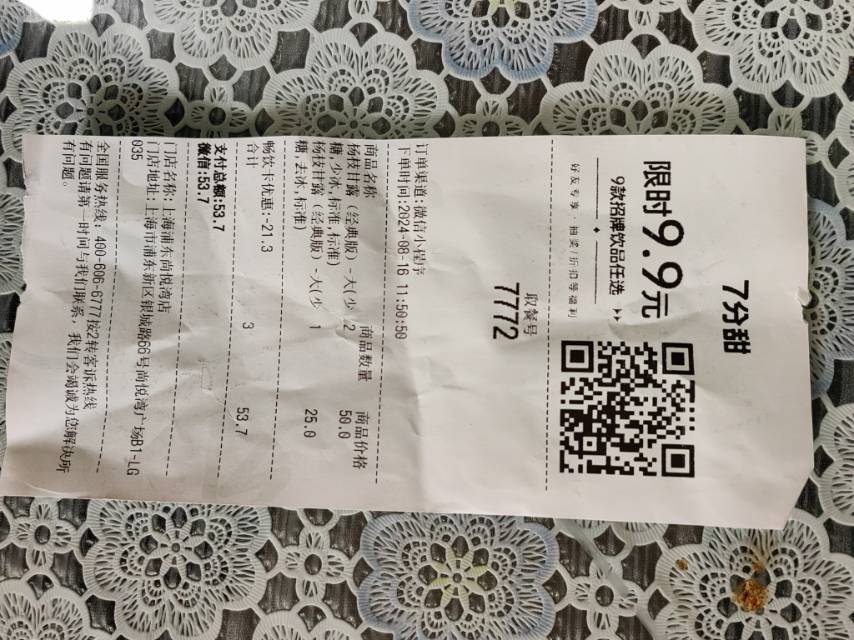 7分甜
限时9.9元
9款招牌饮品任选
好友专享·抽奖/折扣等福利
取餐号
7772
订单渠道:微信小程序
下单时间:2024-08-16 11:50:50
商品名称 商品数量 商品价格
杨枝甘露（经典版）-大(少 2 50.0
糖,少冰,标准,标准)
杨枝甘露（经典版）-大(少 1 25.0
糖,去冰,标准)
畅饮卡优惠:-21.3
合计 3 53.7
支付总额:53.7
微信:53.7
门店名称:上海浦东尚悦湾店
门店地址:上海市浦东新区银城路66号尚悦湾广场B1-LG
035
全国服务热线: 400-606-6777按2转客诉热线
有问题请第一时间与我们联系, 我们会竭诚为您解决所
有问题。